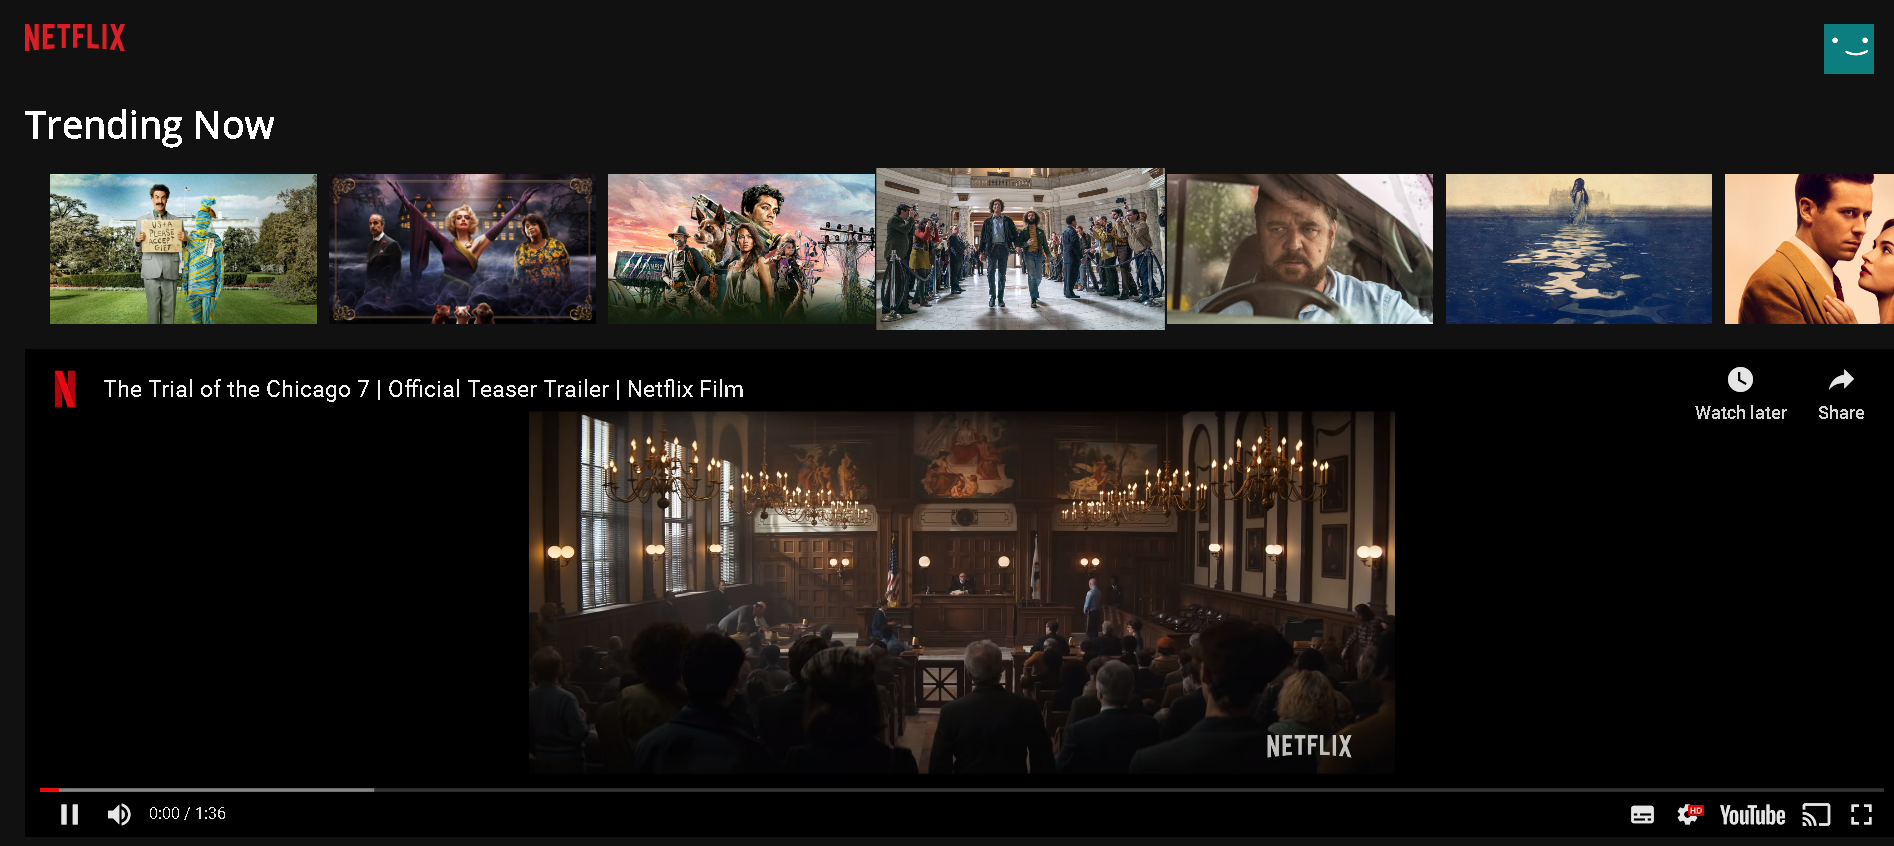 NETFLIX
Trending Now
PLEASE
ACCEPT
GIFT
The Trial of the Chicago 7 | Official Teaser Trailer | Netflix Film
Watch later
Share
NETFLIX
0:00 / 1:36
HD
YouTube